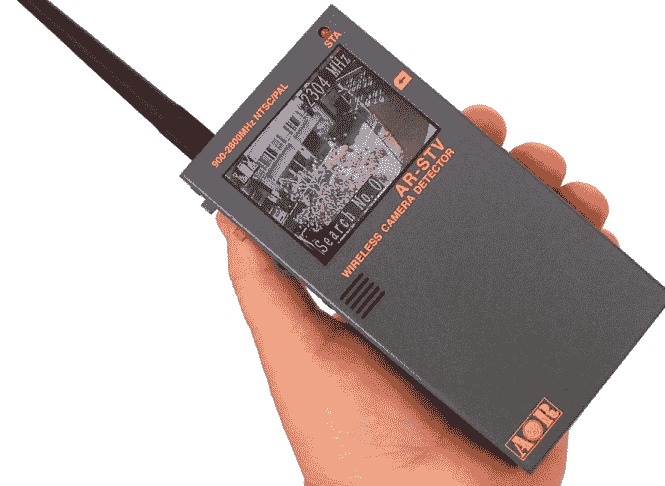 STA
900-2800MHz NTSC/PAL
2304 MHz
Search No. 0
AR-STV
WIRELESS CAMERA DETECTOR
AOR